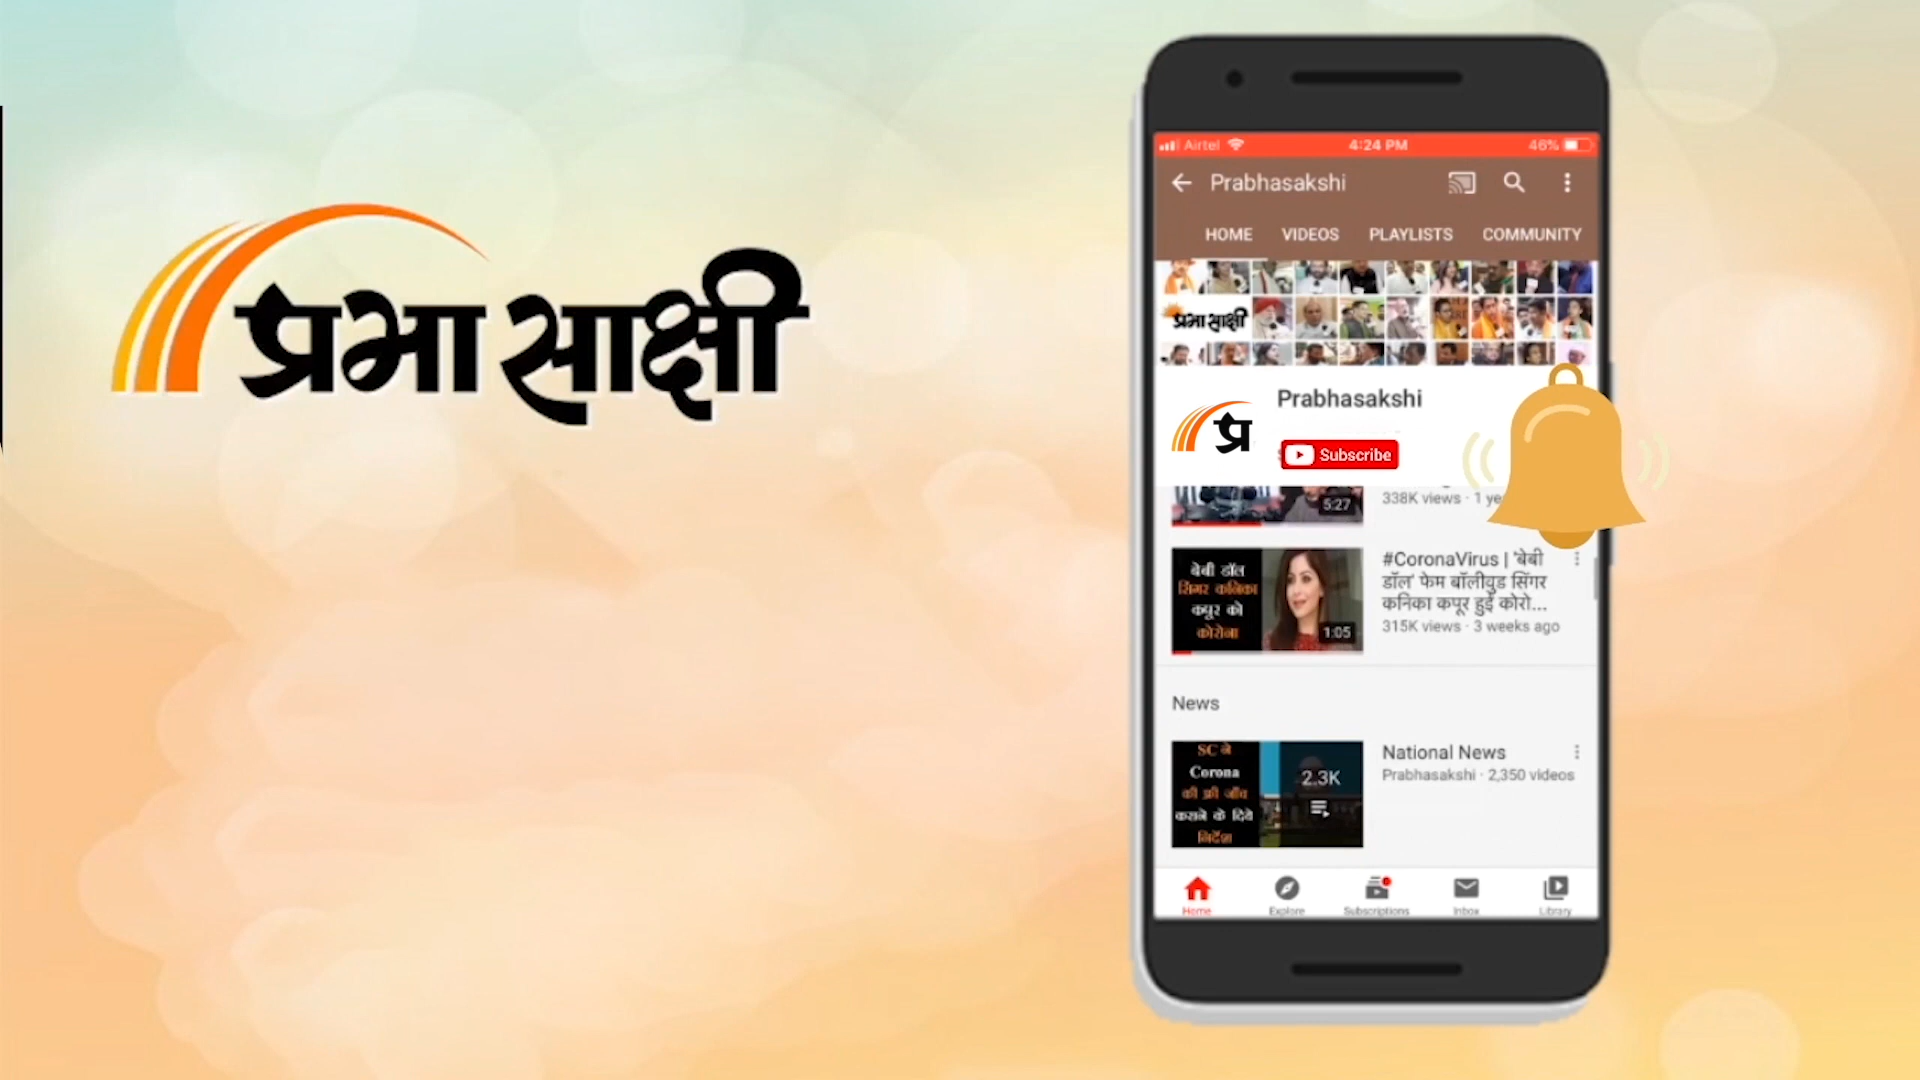 प्रभा साक्षी
Airtel 4:24 PM 46%
Prabhasakshi
HOME VIDEOS PLAYLISTS COMMUNITY
प्रभा साक्षी
Prabhasakshi
प्र
Subscribe
5:27
338K views · 1 ye
बेबी डॉल
सिंगर कनिका
कपूर को
कोरोना
1:05
#CoronaVirus | 'बेबी
डॉल' फेम बॉलीवुड सिंगर
कनिका कपूर हुई कोरो...
315K views · 3 weeks ago
News
SC ने
Corona
की फ्री जाँच
कराने के दिये
निर्देश
2.3K
National News
Prabhasakshi · 2,350 videos
Home Explore Subscriptions Inbox Library